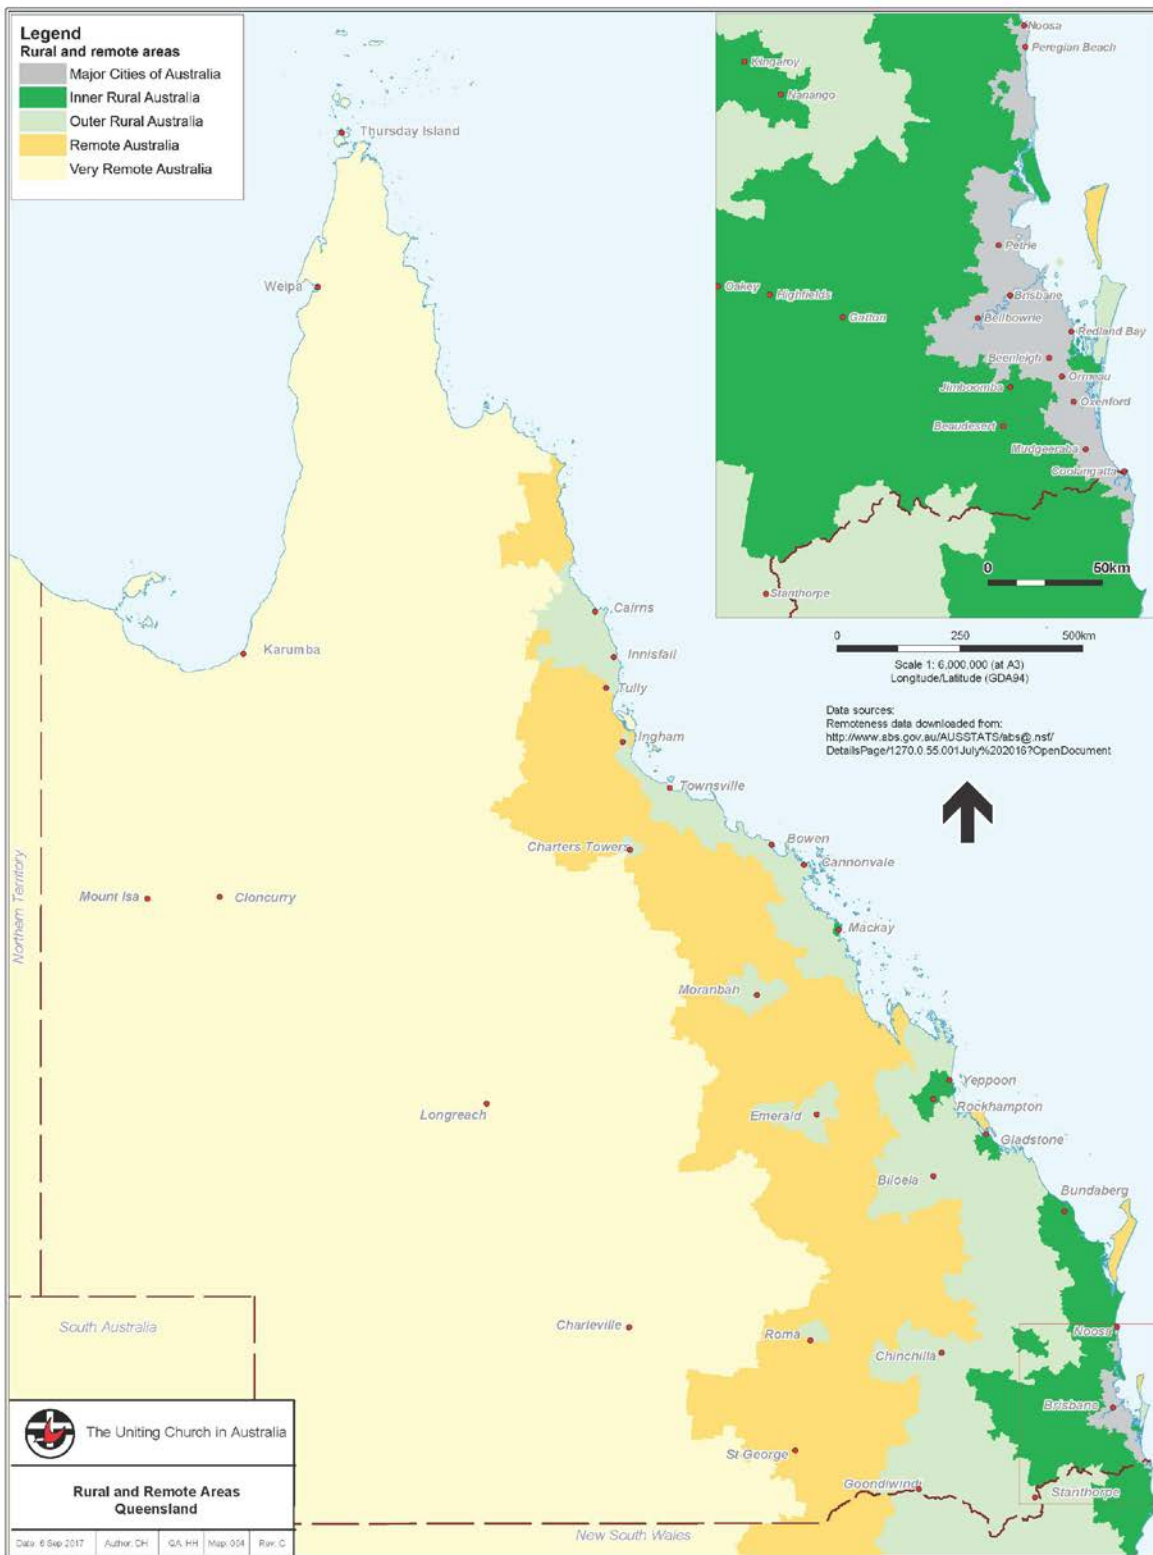 Legend
Rural and remote areas
Major Cities of Australia
Inner Rural Australia
Outer Rural Australia
Remote Australia
Very Remote Australia
Noosa
Peregian Beach
Kingaroy
Nanango
Petrie
Oakey
Highfields
Brisbane
Gatton
Bellbowrie
Redland Bay
Beenleigh
Ormeau
Jimboomba
Oxenford
Beaudesert
Mudgeeraba
Coolangatta
0 50km
Stanthorpe
0 250 500km
Scale 1: 6,000,000 (at A3)
Longitude/Latitude (GDA94)
Data sources:
Remoteness data downloaded from:
http://www.abs.gov.au/AUSSTATS/abs@.nsf/
DetailsPage/1270.0.55.001July%202016?OpenDocument
Thursday Island
Weipa
Cairns
Karumba
Innisfail
Tully
Ingham
Townsville
Charters Towers
Bowen
Cannonvale
Northern Territory
Mount Isa
Cloncurry
Mackay
Moranbah
Yeppoon
Longreach
Emerald
Rockhampton
Gladstone
Biloela
Bundaberg
South Australia
Charleville
Roma
Noosa
Chinchilla
Brisbane
St George
Goondiwindi
Stanthorpe
New South Wales
The Uniting Church in Australia
Rural and Remote Areas
Queensland
Date: 6 Sep 2017 Author: CH QA: HH Map: 004 Rev: C